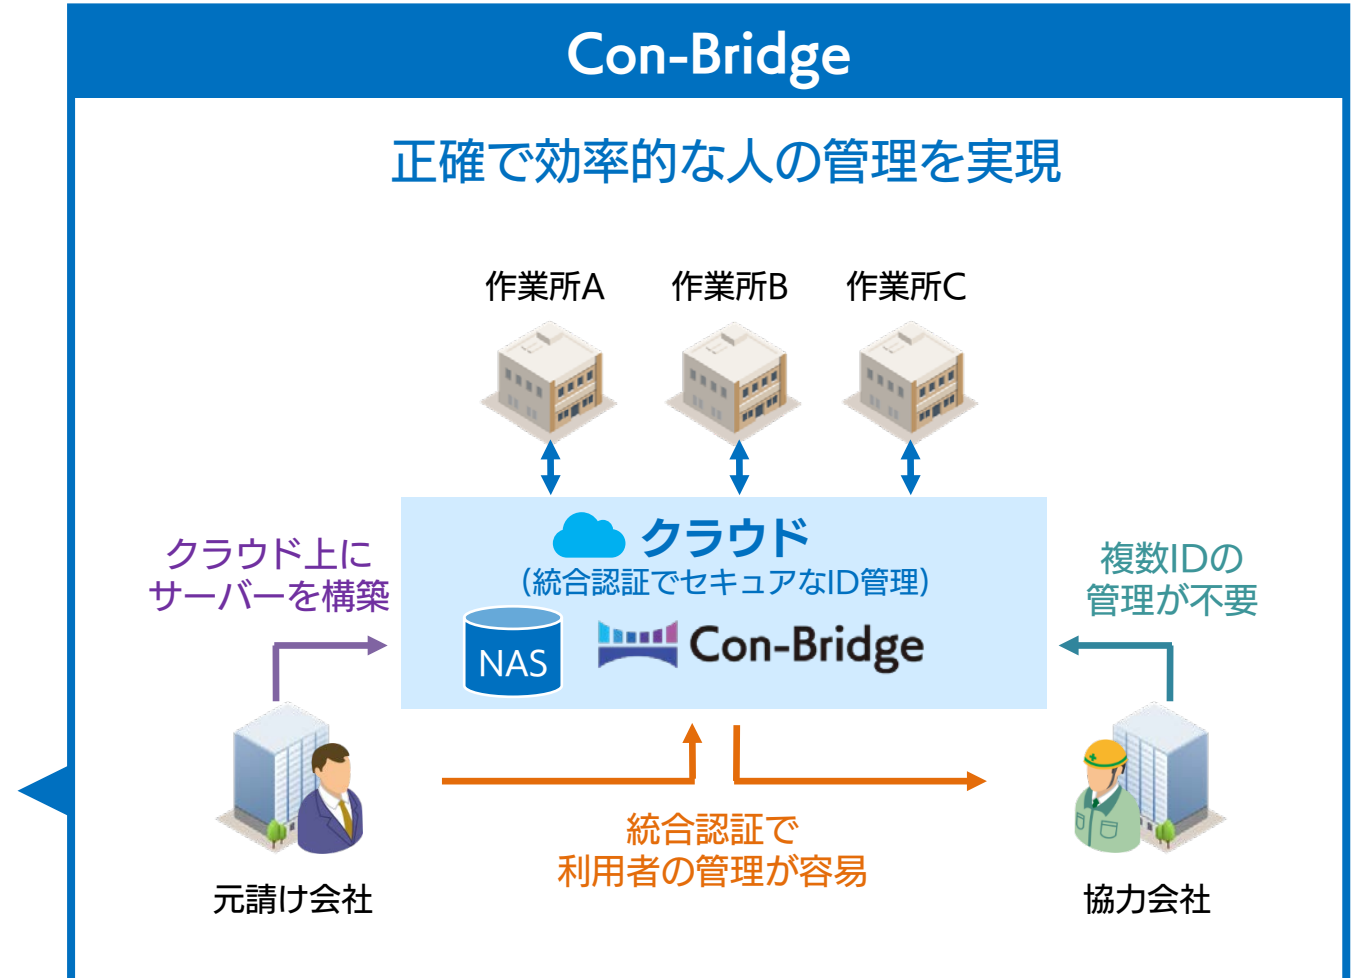 Con-Bridge
正確で効率的な人の管理を実現
作業所A
作業所B
作業所C
クラウド
（統合認証でセキュアなID管理）
クラウド上に
サーバーを構築
複数IDの
管理が不要
NAS
Con-Bridge
統合認証で
利用者の管理が容易
元請け会社
協力会社